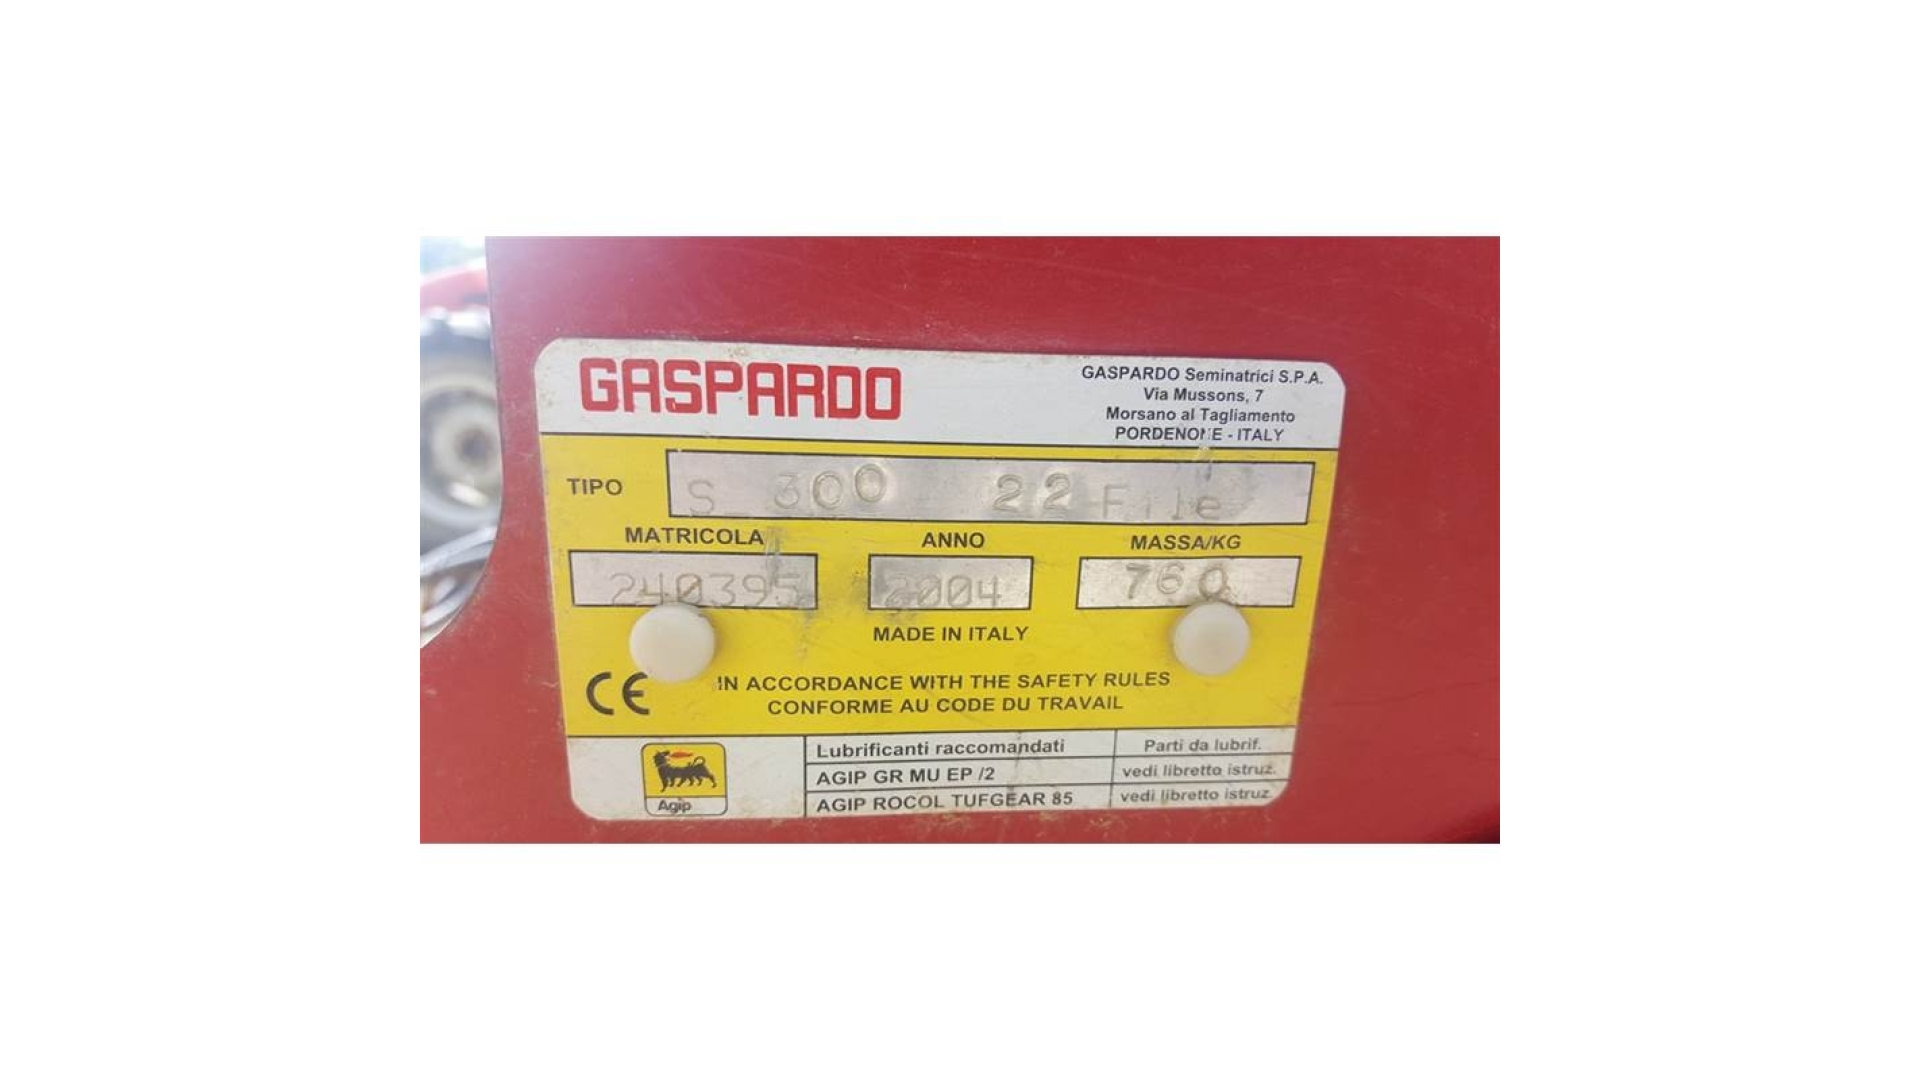 GASPARDO
GASPARDO Seminatrici S.P.A.
Via Mussons, 7
Morsano al Tagliamento
PORDENONE - ITALY
TIPO S 300 22 File
MATRICOLA ANNO MASSA/KG
240395 2004 760
MADE IN ITALY
CE IN ACCORDANCE WITH THE SAFETY RULES
CONFORME AU CODE DU TRAVAIL
Agip
Lubrificanti raccomandati Parti da lubrif.
AGIP GR MU EP /2 vedi libretto istruz.
AGIP ROCOL TUFGEAR 85 vedi libretto istruz.